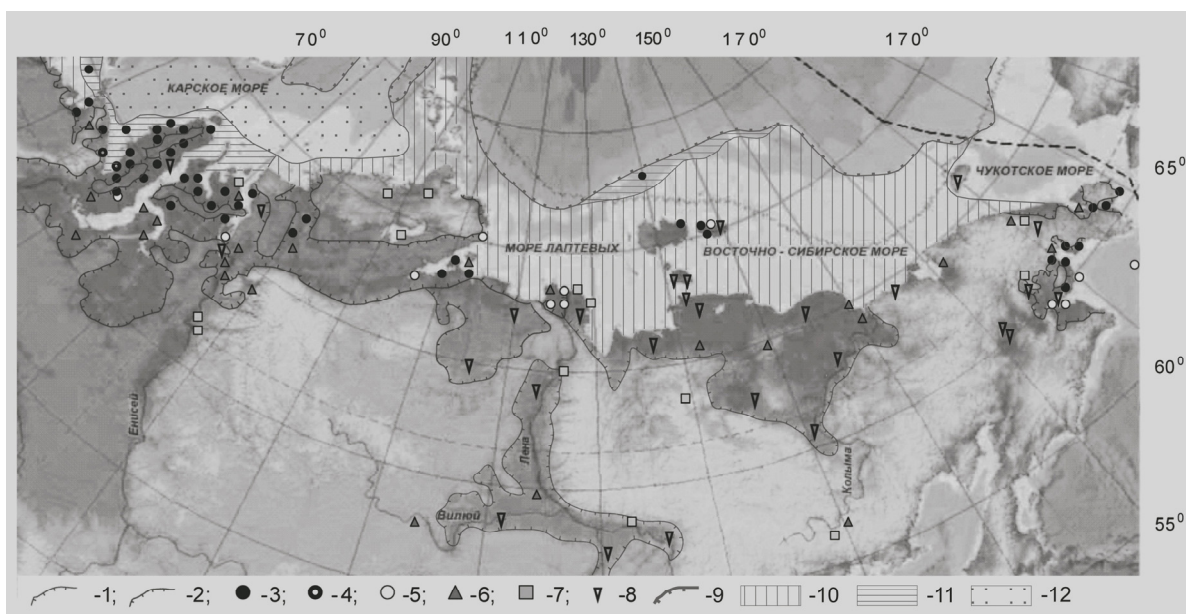 70⁰ 90⁰ 110⁰ 130⁰ 150⁰ 170⁰ 170⁰
КАРСКОЕ МОРЕ
65⁰
ЧУКОТСКОЕ МОРЕ
МОРЕ ЛАПТЕВЫХ
ВОСТОЧНО - СИБИРСКОЕ МОРЕ
60⁰
Енисей
Лена
Колыма
Вилюй
55⁰
-1; -2; -3; -4; -5; -6; -7; -8 -9 -10 -11 -12